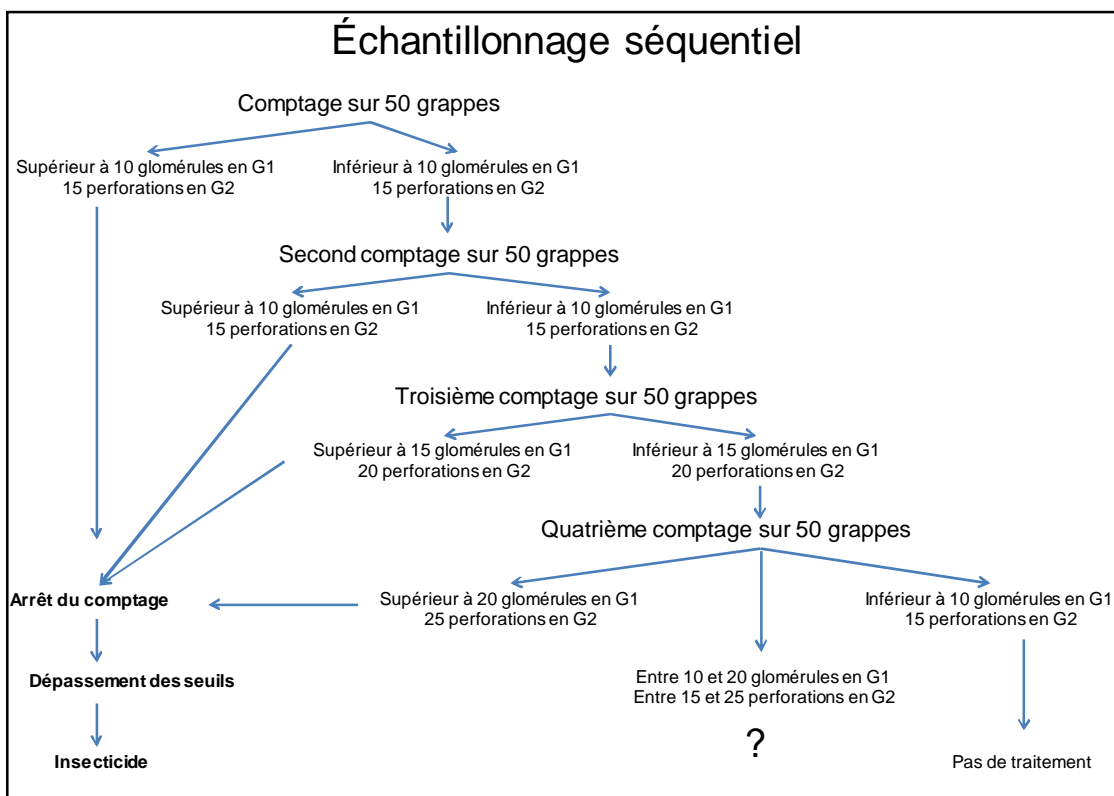 Échantillonnage séquentiel
Comptage sur 50 grappes
Supérieur à 10 glomérules en G1
15 perforations en G2
Inférieur à 10 glomérules en G1
15 perforations en G2
Second comptage sur 50 grappes
Supérieur à 10 glomérules en G1
15 perforations en G2
Inférieur à 10 glomérules en G1
15 perforations en G2
Troisième comptage sur 50 grappes
Supérieur à 15 glomérules en G1
20 perforations en G2
Inférieur à 15 glomérules en G1
20 perforations en G2
Quatrième comptage sur 50 grappes
Arrêt du comptage
Supérieur à 20 glomérules en G1
25 perforations en G2
Inférieur à 10 glomérules en G1
15 perforations en G2
Dépassement des seuils
Entre 10 et 20 glomérules en G1
Entre 15 et 25 perforations en G2
?
Insecticide
Pas de traitement